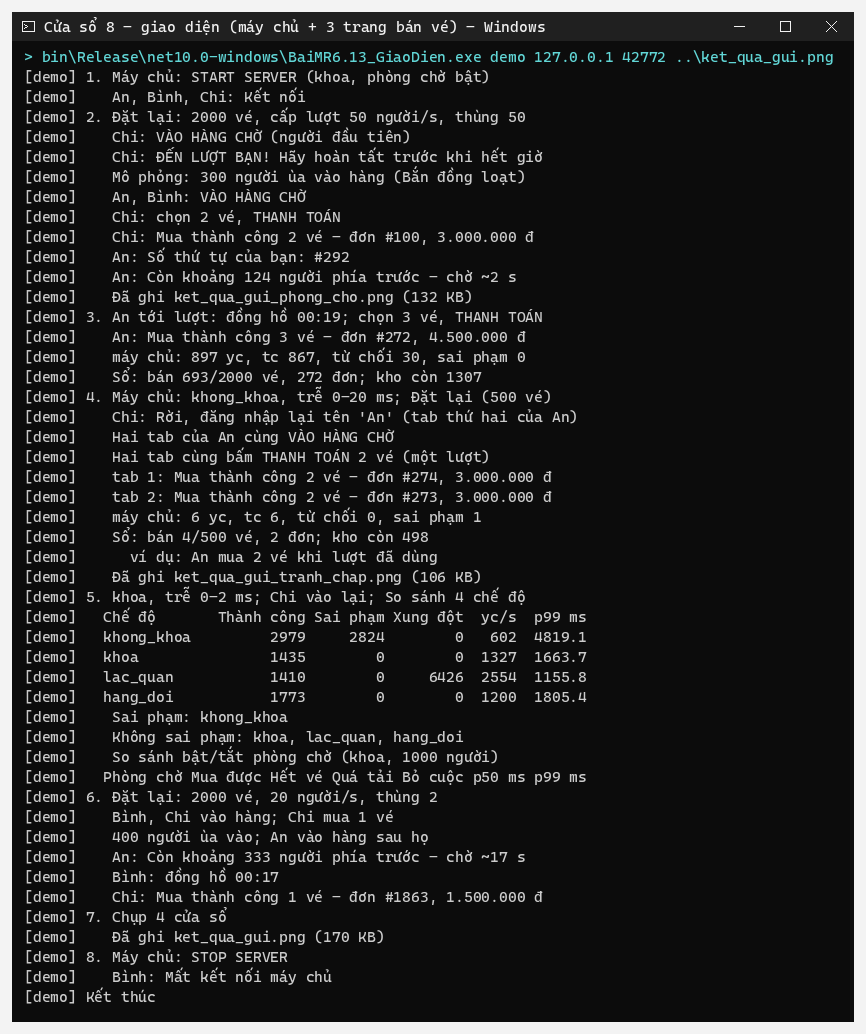 Cửa sổ 8 – giao diện (máy chủ + 3 trang bán vé) – Windows
> bin\Release\net10.0-windows\BaiMR6.13_GiaoDien.exe demo 127.0.0.1 42772 ..\ket_qua_gui.png
[demo] 1. Máy chủ: START SERVER (khoa, phòng chờ bật)
[demo]    An, Bình, Chi: Kết nối
[demo] 2. Đặt lại: 2000 vé, cấp lượt 50 người/s, thùng 50
[demo]    Chi: VÀO HÀNG CHỜ (người đầu tiên)
[demo]    Chi: ĐẾN LƯỢT BẠN! Hãy hoàn tất trước khi hết giờ
[demo]    Mô phỏng: 300 người ùa vào hàng (Bắn đồng loạt)
[demo]    An, Bình: VÀO HÀNG CHỜ
[demo]    Chi: chọn 2 vé, THANH TOÁN
[demo]    Chi: Mua thành công 2 vé – đơn #100, 3.000.000 đ
[demo]    An: Số thứ tự của bạn: #292
[demo]    An: Còn khoảng 124 người phía trước – chờ ~2 s
[demo]    Đã ghi ket_qua_gui_phong_cho.png (132 KB)
[demo] 3. An tới lượt: đồng hồ 00:19; chọn 3 vé, THANH TOÁN
[demo]    An: Mua thành công 3 vé – đơn #272, 4.500.000 đ
[demo]    máy chủ: 897 yc, tc 867, từ chối 30, sai phạm 0
[demo]    Sổ: bán 693/2000 vé, 272 đơn; kho còn 1307
[demo] 4. Máy chủ: khong_khoa, trễ 0–20 ms; Đặt lại (500 vé)
[demo]    Chi: Rời, đăng nhập lại tên 'An' (tab thứ hai của An)
[demo]    Hai tab của An cùng VÀO HÀNG CHỜ
[demo]    Hai tab cùng bấm THANH TOÁN 2 vé (một lượt)
[demo]    tab 1: Mua thành công 2 vé – đơn #274, 3.000.000 đ
[demo]    tab 2: Mua thành công 2 vé – đơn #273, 3.000.000 đ
[demo]    máy chủ: 6 yc, tc 6, từ chối 0, sai phạm 1
[demo]    Sổ: bán 4/500 vé, 2 đơn; kho còn 498
[demo]      ví dụ: An mua 2 vé khi lượt đã dùng
[demo]    Đã ghi ket_qua_gui_tranh_chap.png (106 KB)
[demo] 5. khoa, trễ 0–2 ms; Chi vào lại; So sánh 4 chế độ
[demo]   Chế độ       Thành công Sai phạm Xung đột  yc/s  p99 ms
[demo]   khong_khoa         2979     2824        0   602  4819.1
[demo]   khoa               1435        0        0  1327  1663.7
[demo]   lac_quan           1410        0     6426  2554  1155.8
[demo]   hang_doi           1773        0        0  1200  1805.4
[demo]    Sai phạm: khong_khoa
[demo]    Không sai phạm: khoa, lac_quan, hang_doi
[demo]    So sánh bật/tắt phòng chờ (khoa, 1000 người)
[demo]   Phòng chờ Mua được Hết vé Quá tải Bỏ cuộc p50 ms p99 ms
[demo] 6. Đặt lại: 2000 vé, 20 người/s, thùng 2
[demo]    Bình, Chi vào hàng; Chi mua 1 vé
[demo]    400 người ùa vào; An vào hàng sau họ
[demo]    An: Còn khoảng 333 người phía trước – chờ ~17 s
[demo]    Bình: đồng hồ 00:17
[demo]    Chi: Mua thành công 1 vé – đơn #1863, 1.500.000 đ
[demo] 7. Chụp 4 cửa sổ
[demo]    Đã ghi ket_qua_gui.png (170 KB)
[demo] 8. Máy chủ: STOP SERVER
[demo]    Bình: Mất kết nối máy chủ
[demo] Kết thúc